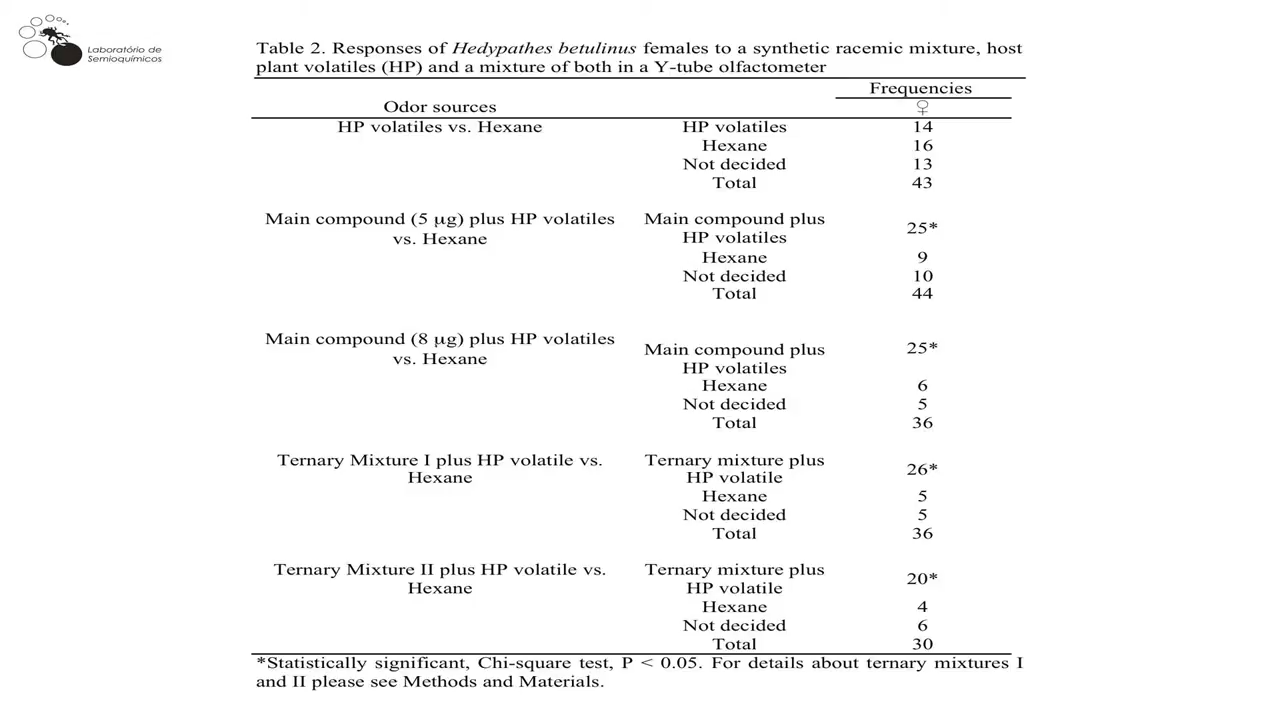 Laboratório de
Semioquímicos
Table 2. Responses of Hedypathes betulinus females to a synthetic racemic mixture, host
plant volatiles (HP) and a mixture of both in a Y-tube olfactometer
Frequencies
Odor sources ♀
HP volatiles vs. Hexane HP volatiles 14
Hexane 16
Not decided 13
Total 43
Main compound (5 µg) plus HP volatiles
vs. Hexane
Main compound plus
HP volatiles
25*
Hexane 9
Not decided 10
Total 44
Main compound (8 µg) plus HP volatiles
vs. Hexane
Main compound plus
HP volatiles
25*
Hexane 6
Not decided 5
Total 36
Ternary Mixture I plus HP volatile vs.
Hexane
Ternary mixture plus
HP volatile
26*
Hexane 5
Not decided 5
Total 36
Ternary Mixture II plus HP volatile vs.
Hexane
Ternary mixture plus
HP volatile
20*
Hexane 4
Not decided 6
Total 30
*Statistically significant, Chi-square test, P < 0.05. For details about ternary mixtures I
and II please see Methods and Materials.